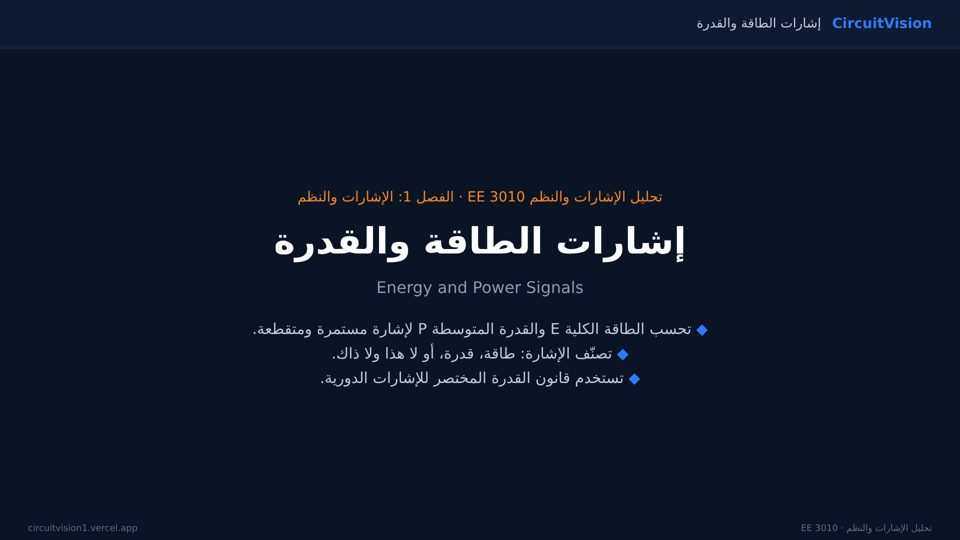 CircuitVision إشارات الطاقة والقدرة
تحليل الإشارات والنظم EE 3010 · الفصل 1: الإشارات والنظم
إشارات الطاقة والقدرة
Energy and Power Signals
◆ تحسب الطاقة الكلية E والقدرة المتوسطة P لإشارة مستمرة ومتقطعة.
◆ تصنّف الإشارة: طاقة، قدرة، أو لا هذا ولا ذاك.
◆ تستخدم قانون القدرة المختصر للإشارات الدورية.
تحليل الإشارات والنظم · EE 3010
circuitvision1.vercel.app